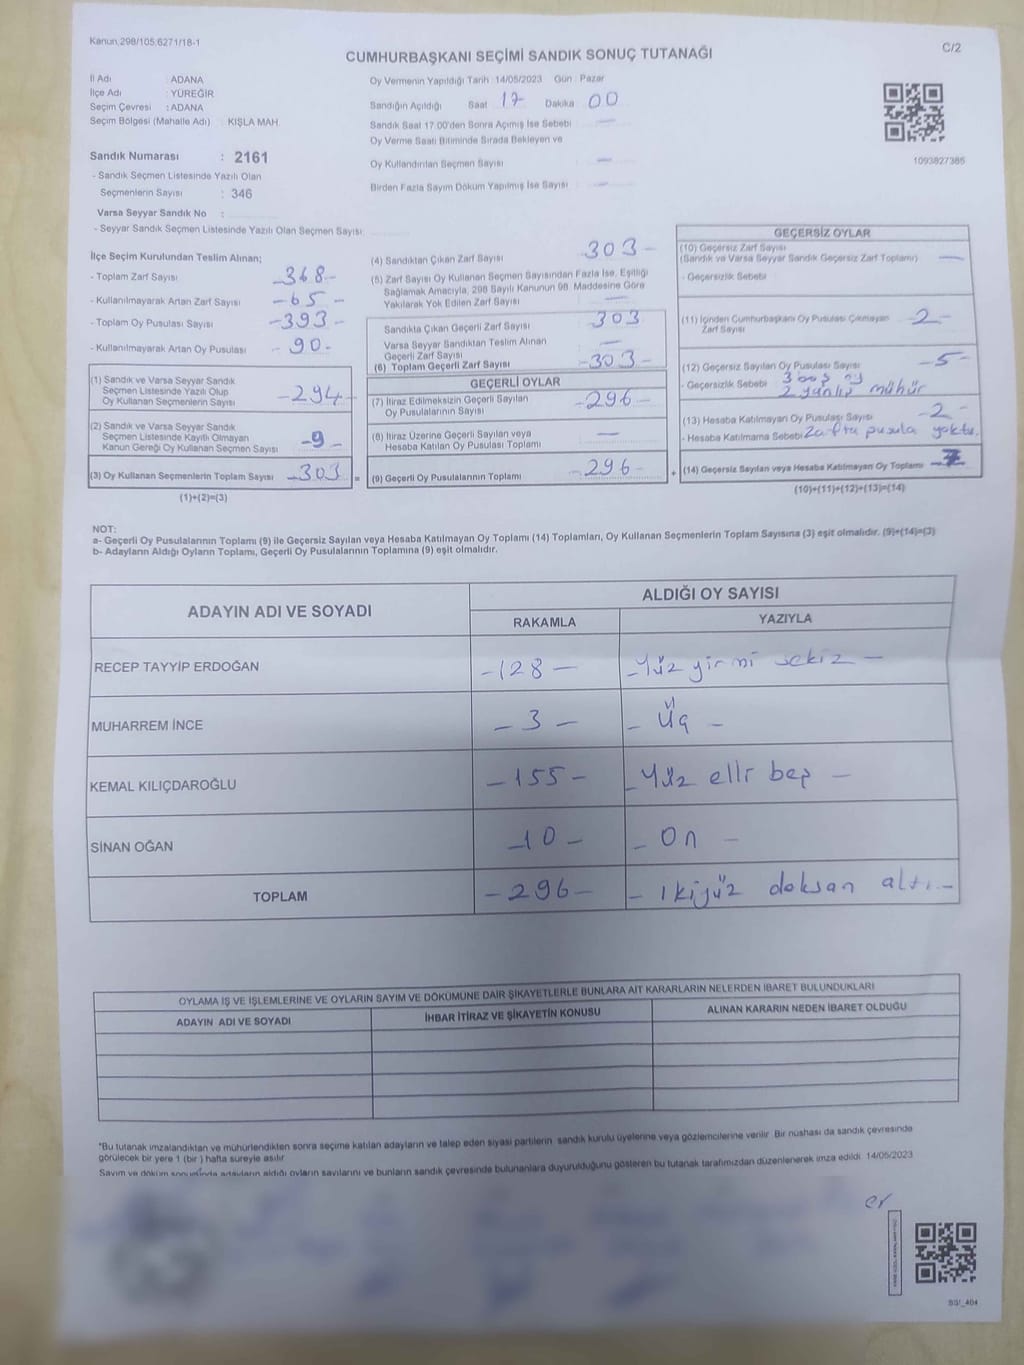 Kanun 298/105,6271/18-1
C/2
CUMHURBAŞKANI SEÇİMİ SANDIK SONUÇ TUTANAĞI
İl Adı : ADANA
İlçe Adı : YÜREĞİR
Seçim Çevresi : ADANA
Seçim Bölgesi (Mahalle Adı) : KIŞLA MAH.
Sandık Numarası : 2161
- Sandık Seçmen Listesinde Yazılı Olan
Seçmenlerin Sayısı : 346
Varsa Seyyar Sandık No :
- Seyyar Sandık Seçmen Listesinde Yazılı Olan Seçmen Sayısı:
Oy Vermenin Yapıldığı Tarih : 14/05/2023 Gün : Pazar
Sandığın Açıldığı Saat 17 Dakika 00
Sandık Saat 17.00'den Sonra Açımış İse Sebebi —
Oy Verme Saati Bitiminde Sırada Bekleyen ve
Oy Kullandırılan Seçmen Sayısı —
Birden Fazla Sayım Döküm Yapılmış İse Sayısı —
1093827385
İlçe Seçim Kurulundan Teslim Alınan;
- Toplam Zarf Sayısı -368-
- Kullanılmayarak Artan Zarf Sayısı -65-
- Toplam Oy Pusulası Sayısı -393-
- Kullanılmayarak Artan Oy Pusulası -90-
(1) Sandık ve Varsa Seyyar Sandık
Seçmen Listesinde Yazılı Olup
Oy Kullanan Seçmenlerin Sayısı -294-
(2) Sandık ve Varsa Seyyar Sandık
Seçmen Listesinde Kayıtlı Olmayan
Kanun Gereği Oy Kullanan Seçmen Sayısı -9-
(3) Oy Kullanan Seçmenlerin Toplam Sayısı -303- =
(1)+(2)=(3)
(4) Sandıktan Çıkan Zarf Sayısı 303-
(5) Zarf Sayısı Oy Kullanan Seçmen Sayısından Fazla İse, Eşitliği
Sağlamak Amacıyla, 298 Sayılı Kanunun 98. Maddesine Göre
Yakılarak Yok Edilen Zarf Sayısı —
Sandıkta Çıkan Geçerli Zarf Sayısı 303
Varsa Seyyar Sandıktan Teslim Alınan
Geçerli Zarf Sayısı —
(6) Toplam Geçerli Zarf Sayısı -303-
GEÇERLİ OYLAR
(7) İtiraz Edilmeksizin Geçerli Sayılan
Oy Pusulalarının Sayısı -296-
(8) İtiraz Üzerine Geçerli Sayılan veya
Hesaba Katılan Oy Pusulası Toplamı —
(9) Geçerli Oy Pusulalarının Toplamı -296- +
GEÇERSİZ OYLAR
(10) Geçersiz Zarf Sayısı
(Sandık ve Varsa Seyyar Sandık Geçersiz Zarf Toplamı) —
- Geçersizlik Sebebi
(11) İçinden Cumhurbaşkanı Oy Pusulası Çıkmayan
Zarf Sayısı -2-
(12) Geçersiz Sayılan Oy Pusulası Sayısı -5-
- Geçersizlik Sebebi 3 boş oy
2 yanlış mühür
(13) Hesaba Katılmayan Oy Pusulası Sayısı -2-
- Hesaba Katılmama Sebebi Zafta pusula yoktu.
(14) Geçersiz Sayılan veya Hesaba Katılmayan Oy Toplamı -7-
(10)+(11)+(12)+(13)=(14)
NOT:
a- Geçerli Oy Pusulalarının Toplamı (9) ile Geçersiz Sayılan veya Hesaba Katılmayan Oy Toplamı (14) Toplamları, Oy Kullanan Seçmenlerin Toplam Sayısına (3) eşit olmalıdır. (9)+(14)=(3)
b- Adayların Aldığı Oyların Toplamı, Geçerli Oy Pusulalarının Toplamına (9) eşit olmalıdır.
ADAYIN ADI VE SOYADI
ALDIĞI OY SAYISI
RAKAMLA YAZIYLA
RECEP TAYYİP ERDOĞAN -128- -Yüz yirmi sekiz-
MUHARREM İNCE -3- -Üç-
KEMAL KILIÇDAROĞLU -155- -Yüz elli beş-
SİNAN OĞAN -10- -On-
TOPLAM -296- -ikiyüz doksan altı-
OYLAMA İŞ VE İŞLEMLERİNE VE OYLARIN SAYIM VE DÖKÜMÜNE DAİR ŞİKAYETLERLE BUNLARA AİT KARARLARIN NELERDEN İBARET BULUNDUKLARI
ADAYIN ADI VE SOYADI İHBAR İTİRAZ VE ŞİKAYETİN KONUSU ALINAN KARARIN NEDEN İBARET OLDUĞU
*Bu tutanak imzalandıktan ve mühürlendikten sonra seçime katılan adayların ve talep eden siyasi partilerin sandık kurulu üyelerine veya gözlemcilerine verilir. Bir nüshası da sandık çevresinde
görülecek bir yere 1 (bir) hafta süreyle asılır.
Sayım ve döküm sonucunda adayların aldığı oyların sayılarını ve bunların sandık çevresinde bulunanlara duyurulduğunu gösteren bu tutanak tarafımızdan düzenlenerek imza edildi. 14/05/2023